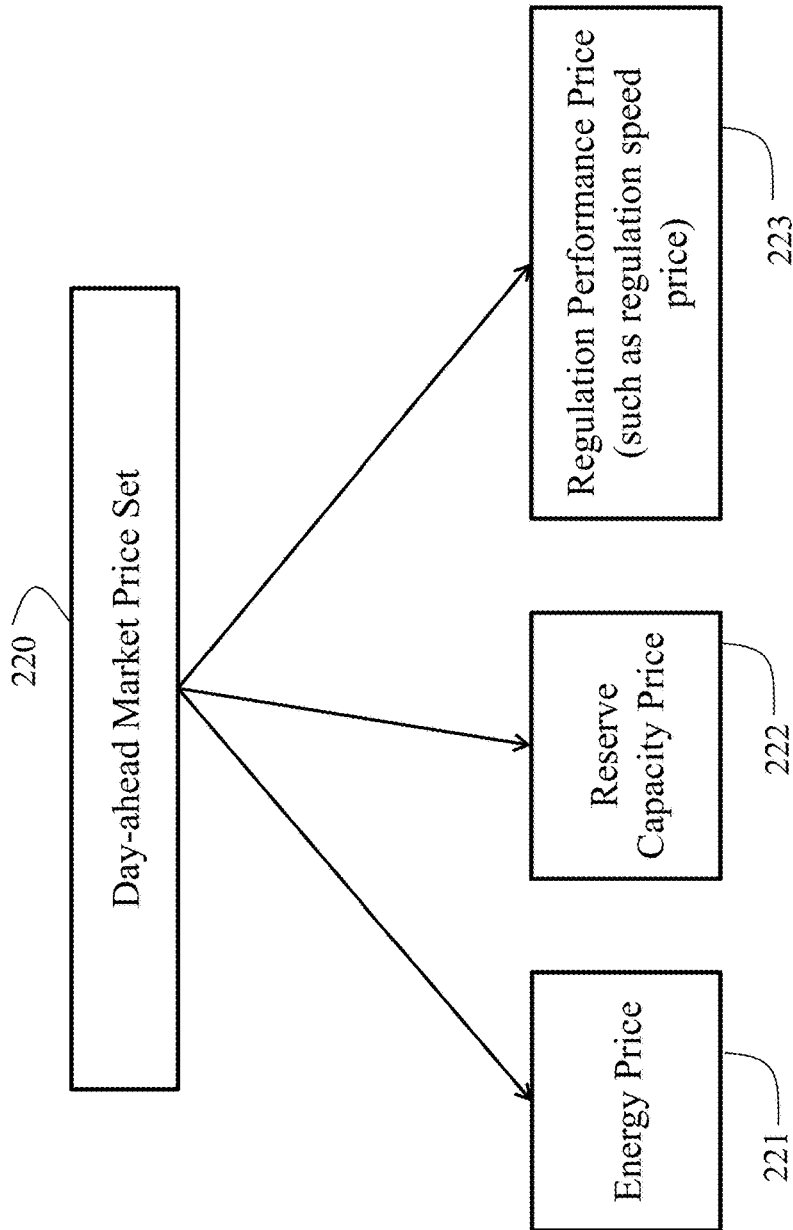 220
Day-ahead Market Price Set
Energy Price
221
Reserve
Capacity Price
222
Regulation Performance Price
(such as regulation speed
price)
223